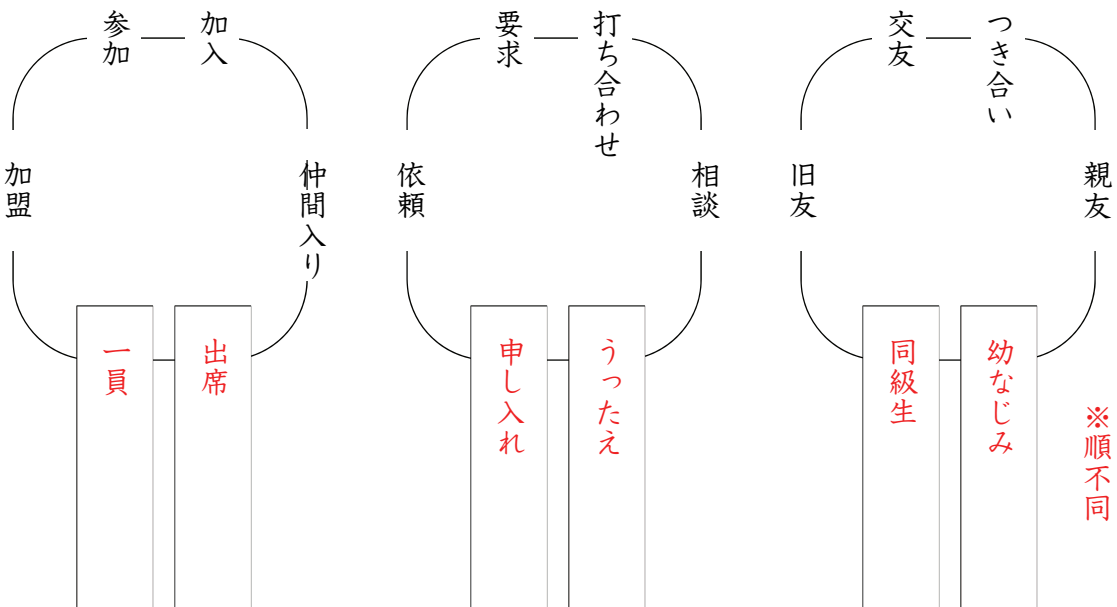 つき合い
交友
親友
旧友
幼なじみ
同級生
※順不同
打ち合わせ
要求
相談
依頼
うったえ
申し入れ
加入
参加
仲間入り
加盟
出席
一員